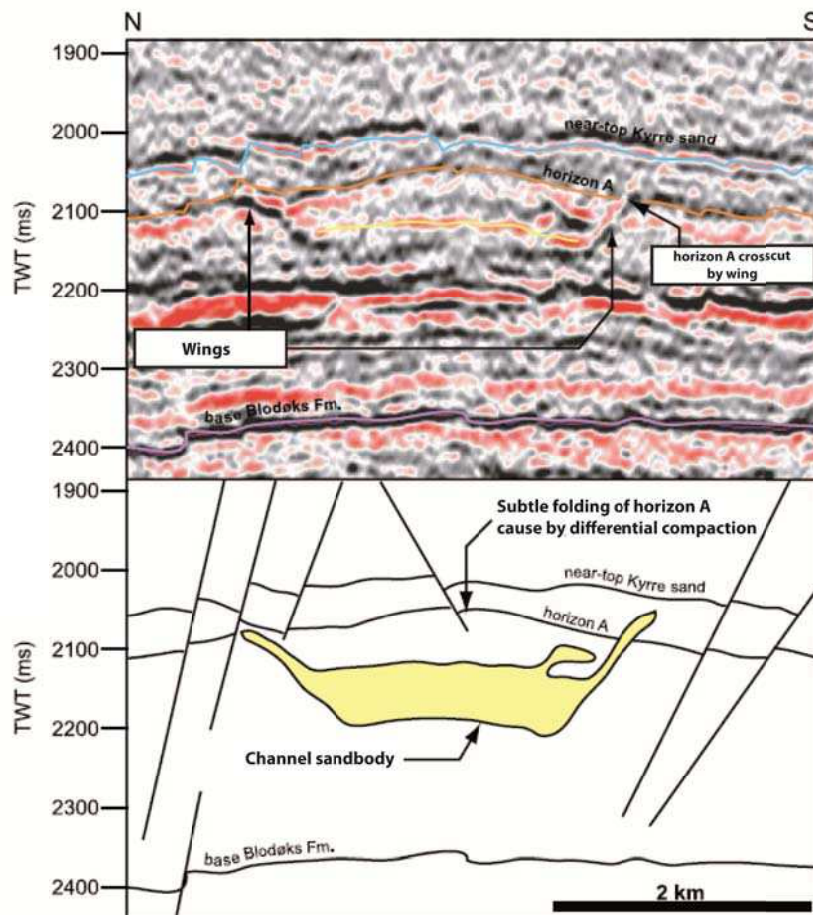 N
S
1900
2000
2100
2200
2300
2400
TWT (ms)
near-top Kyrre sand
horizon A
horizon A crosscut
by wing
Wings
base Blodøks Fm.
1900
2000
2100
2200
2300
2400
TWT (ms)
Subtle folding of horizon A
cause by differential compaction
near-top Kyrre sand
horizon A
Channel sandbody
base Blodøks Fm.
2 km